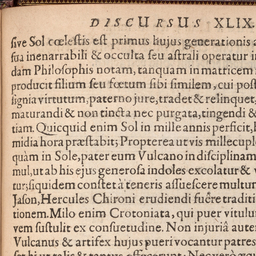 DISCURSUS XLIX.
sive Sol cœlestis est primus hujus generationis a
sua inenarrabili & occulta seu astrali operatur i
dam Philosophis notam, tanquam in matricem
producit filium seu fœtum sibi similem, cui post
signia virtutum, paterno jure, tradet & relinquet,
maturandi & non tincta nec purgata, tingendi &
tiam. Quicquid enim Sol in mille annis perficit, h
midia hora præstabit; Propterea ut vis millecupl
quàm in Sole, pater eum Vulcano in disciplinam
mul, ut ab his ejus generosa indoles excolatur &
tur, siquidem constet à teneris assuescere multum
Jason, Hercules Chironi erudiendi fuêre traditi
tionem. Milo enim Crotoniata, qui puer vitulu
vem sustulit ex consuetudine. Non injuriâ autem
Vulcanus & artifex hujus pueri vocantur patres